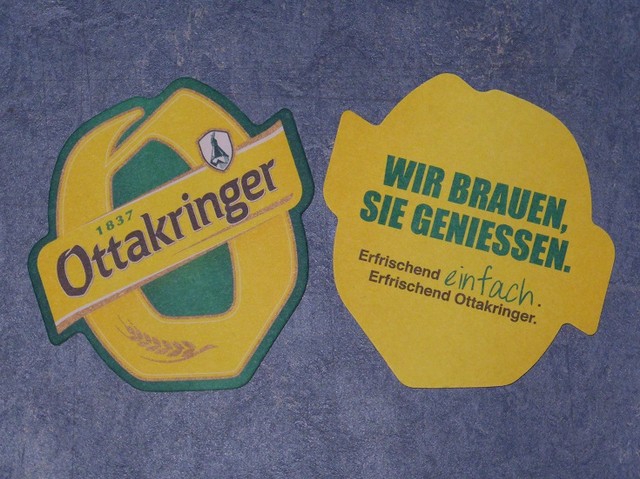 1837
Ottakringer
WIR BRAUEN,
SIE GENIESSEN.
Erfrischend einfach.
Erfrischend Ottakringer.